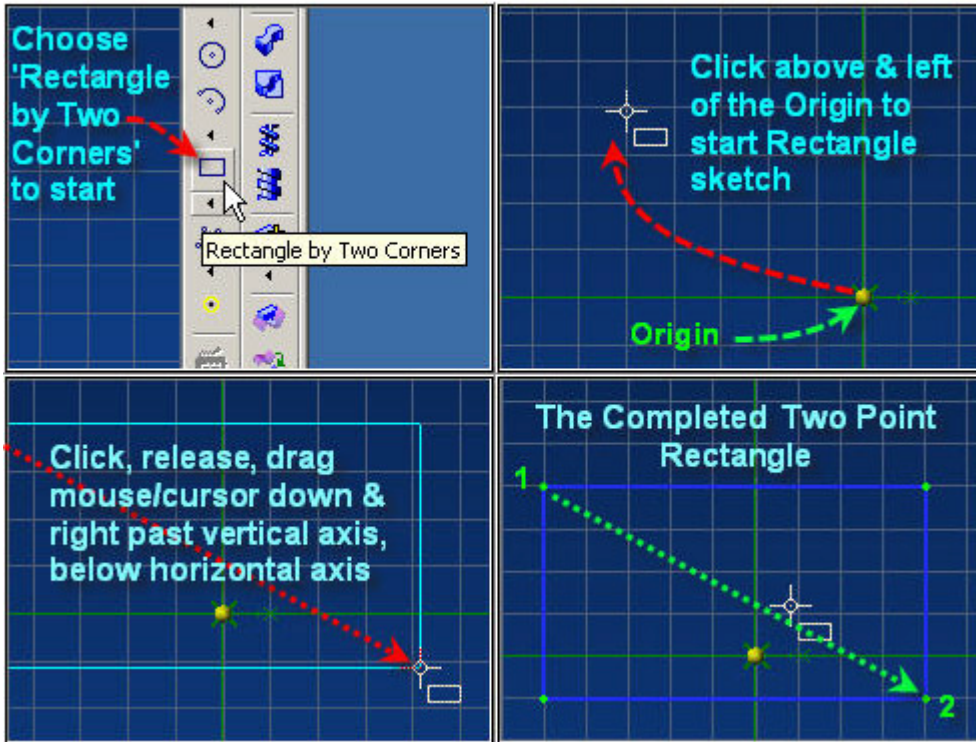 Choose
'Rectangle
by Two
Corners'
to start
Rectangle by Two Corners
Click above & left
of the Origin to
start Rectangle
sketch
Origin
Click, release, drag
mouse/cursor down &
right past vertical axis,
below horizontal axis
The Completed Two Point
Rectangle
1
2